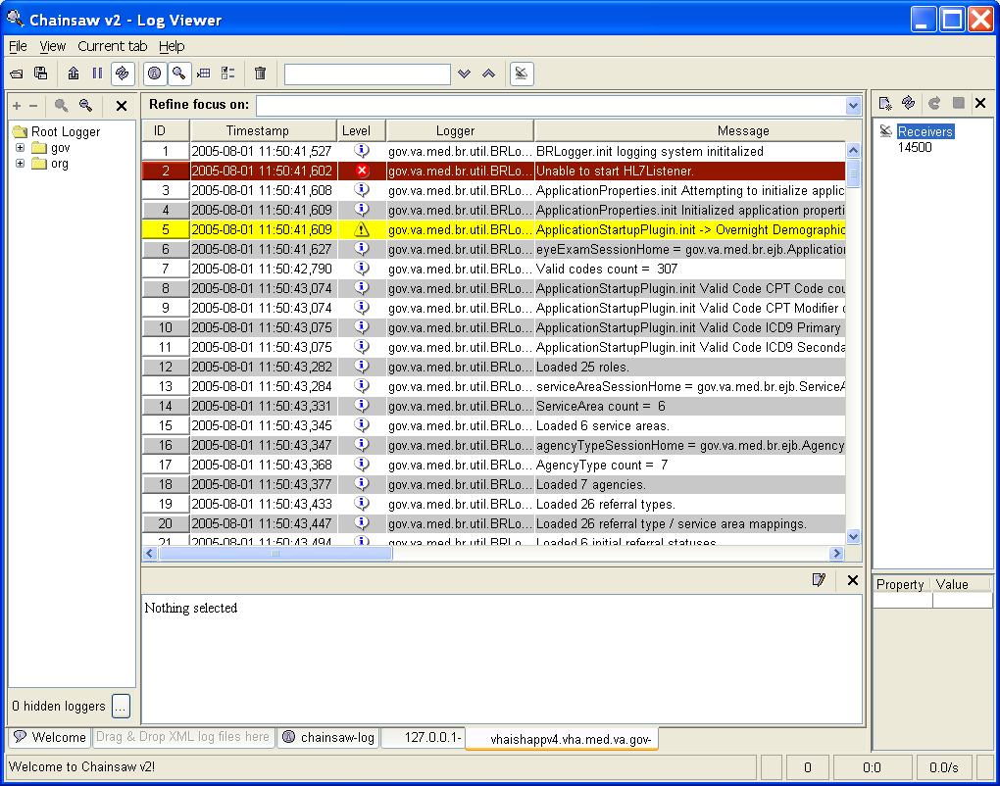 Chainsaw v2 - Log Viewer
File View Current tab Help
Refine focus on:
Root Logger
gov
org
0 hidden loggers ...
ID Timestamp Level Logger Message
1 2005-08-01 11:50:41,527 gov.va.med.br.util.BRLo... BRLogger.init logging system inititalized
2 2005-08-01 11:50:41,602 gov.va.med.br.util.BRLo... Unable to start HL7Listener.
3 2005-08-01 11:50:41,608 gov.va.med.br.util.BRLo... ApplicationProperties.init Attempting to initialize applic
4 2005-08-01 11:50:41,609 gov.va.med.br.util.BRLo... ApplicationProperties.init Initialized application properti
5 2005-08-01 11:50:41,609 gov.va.med.br.util.BRLo... ApplicationStartupPlugin.init -> Overnight Demographic
6 2005-08-01 11:50:41,627 gov.va.med.br.util.BRLo... eyeExamSessionHome = gov.va.med.br.ejb.Application
7 2005-08-01 11:50:42,790 gov.va.med.br.util.BRLo... Valid codes count = 307
8 2005-08-01 11:50:43,074 gov.va.med.br.util.BRLo... ApplicationStartupPlugin.init Valid Code CPT Code cou
9 2005-08-01 11:50:43,074 gov.va.med.br.util.BRLo... ApplicationStartupPlugin.init Valid Code CPT Modifier c
10 2005-08-01 11:50:43,075 gov.va.med.br.util.BRLo... ApplicationStartupPlugin.init Valid Code ICD9 Primary
11 2005-08-01 11:50:43,075 gov.va.med.br.util.BRLo... ApplicationStartupPlugin.init Valid Code ICD9 Seconda
12 2005-08-01 11:50:43,282 gov.va.med.br.util.BRLo... Loaded 25 roles.
13 2005-08-01 11:50:43,284 gov.va.med.br.util.BRLo... serviceAreaSessionHome = gov.va.med.br.ejb.ServiceA
14 2005-08-01 11:50:43,331 gov.va.med.br.util.BRLo... ServiceArea count = 6
15 2005-08-01 11:50:43,345 gov.va.med.br.util.BRLo... Loaded 6 service areas.
16 2005-08-01 11:50:43,347 gov.va.med.br.util.BRLo... agencyTypeSessionHome = gov.va.med.br.ejb.Agency
17 2005-08-01 11:50:43,368 gov.va.med.br.util.BRLo... AgencyType count = 7
18 2005-08-01 11:50:43,377 gov.va.med.br.util.BRLo... Loaded 7 agencies.
19 2005-08-01 11:50:43,433 gov.va.med.br.util.BRLo... Loaded 26 referral types.
20 2005-08-01 11:50:43,447 gov.va.med.br.util.BRLo... Loaded 26 referral type / service area mappings.
21 2005-08-01 11:50:43,494 gov.va.med.br.util.BRLo... Loaded 6 initial referral statuses
Nothing selected
Receivers
14500
Property Value
Welcome Drag & Drop XML log files here chainsaw-log 127.0.0.1- vhaishappv4.vha.med.va.gov-
Welcome to Chainsaw v2! 0 0:0 0.0/s